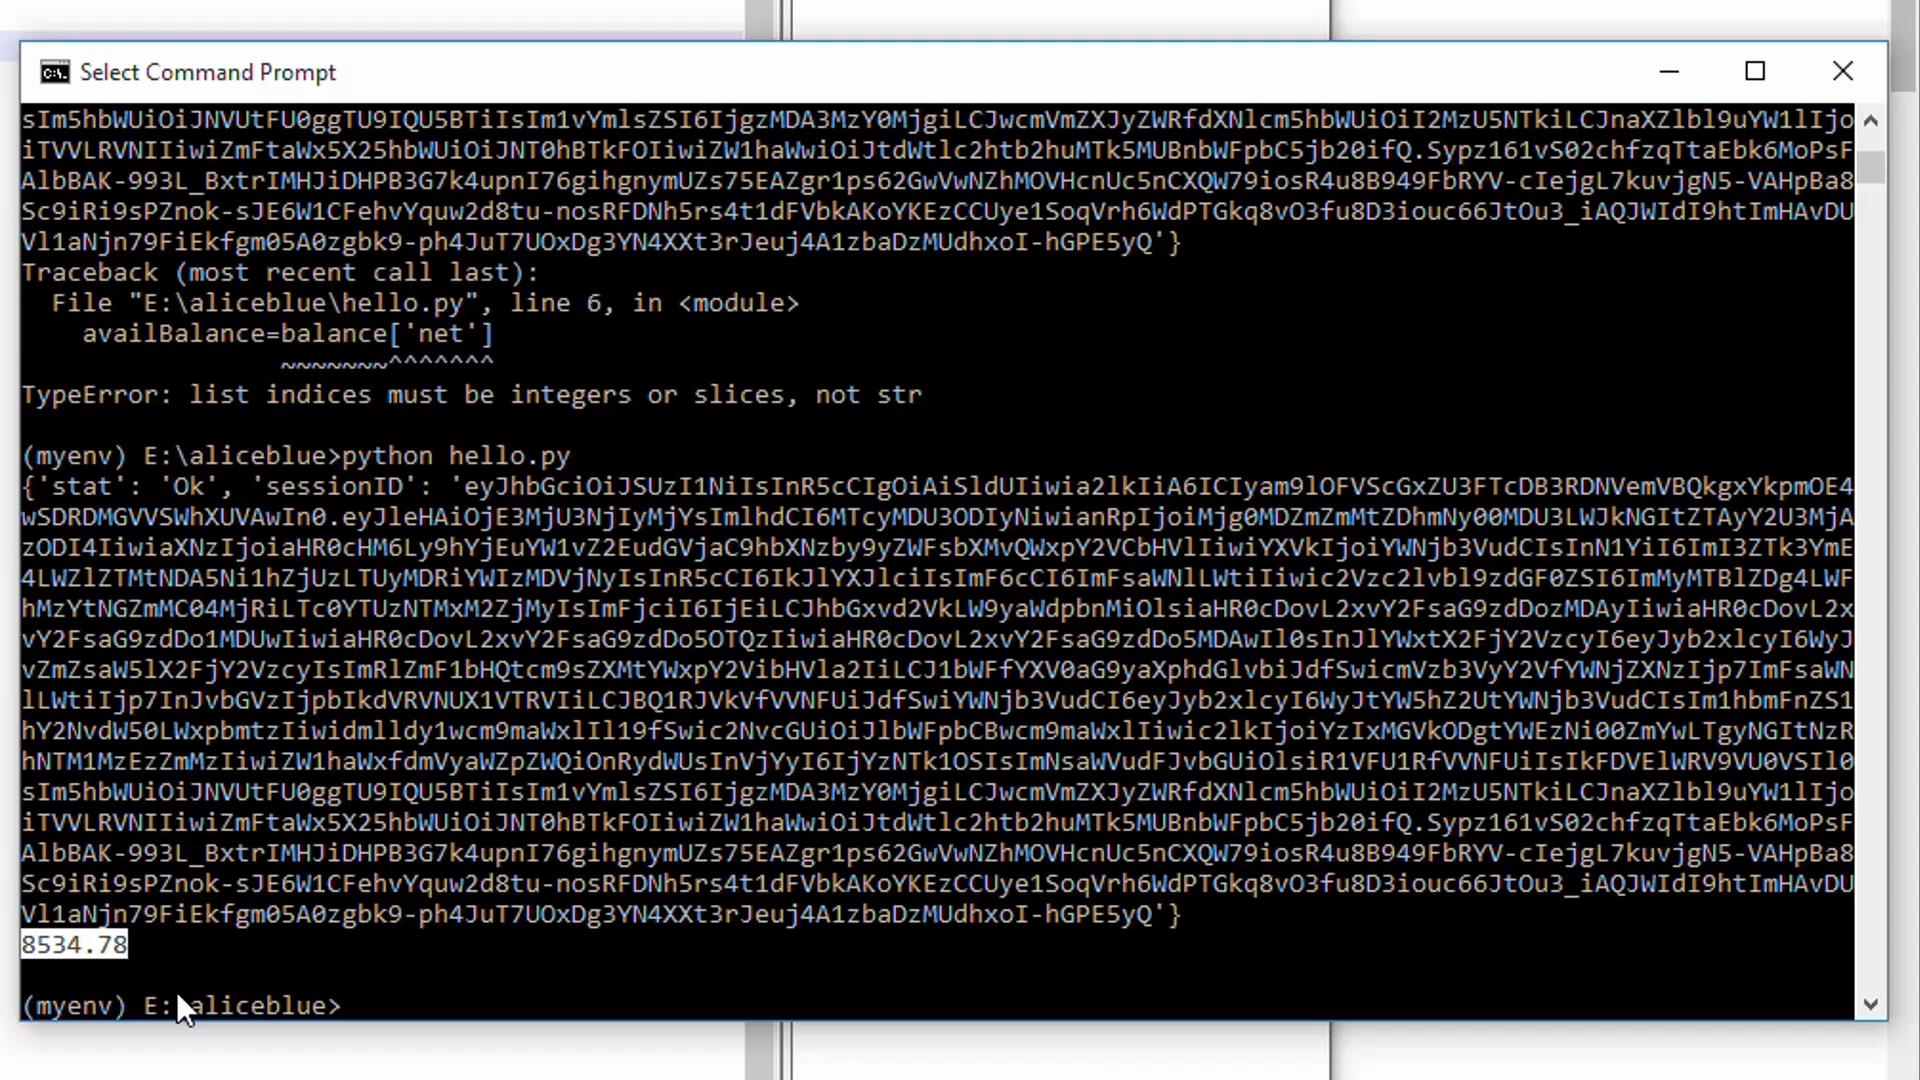 Select Command Prompt
sIm5hbWUiOiJNVUtFU0ggTU9IQU5BTiIsIm1vYmlsZSI6IjgzMDA3MzY0MjgiLCJwcmVmZXJyZWRfdXNlcm5hbWUiOiI2MzU5NTkiLCJnaXZlbl9uYW1lIjo
iTVVLRVNIIiwiZmFtaWx5X25hbWUiOiJNT0hBTkFOIiwiZW1haWwiOiJtdWtlc2htb2huMTk5MUBnbWFpbC5jb20ifQ.Sypz161vS02chfzqTtaEbk6MoPsF
AlbBAK-993L_BxtrIMHJiDHPB3G7k4upnI76gihgnymUZs75EAZgr1ps62GwVwNZhMOVHcnUc5nCXQW79iosR4u8B949FbRYV-cIejgL7kuvjgN5-VAHpBa8
Sc9iRi9sPZnok-sJE6W1CFehvYquw2d8tu-nosRFDNh5rs4t1dFVbkAKoYKEzCCUye1SoqVrh6WdPTGkq8vO3fu8D3iouc66JtOu3_iAQJWIdI9htImHAvDU
Vl1aNjn79FiEkfgm05A0zgbk9-ph4JuT7UOxDg3YN4XXt3rJeuj4A1zbaDzMUdhxoI-hGPE5yQ'}
Traceback (most recent call last):
  File "E:\aliceblue\hello.py", line 6, in <module>
    availBalance=balance['net']
                 ~~~~~~~^^^^^^^
TypeError: list indices must be integers or slices, not str
(myenv) E:\aliceblue>python hello.py
{'stat': 'Ok', 'sessionID': 'eyJhbGciOiJSUzI1NiIsInR5cCIgOiAiSldUIiwia2lkIiA6ICIyam9lOFVScGxZU3FTcDB3RDNVemVBQkgxYkpmOE4
wSDRDMGVVSWhXUVAwIn0.eyJleHAiOjE3MjU3NjIyMjYsImlhdCI6MTcyMDU3ODIyNiwianRpIjoiMjg0MDZmZmMtZDhmNy00MDU3LWJkNGItZTAyY2U3MjA
zODI4IiwiaXNzIjoiaHR0cHM6Ly9hYjEuYW1vZ2EudGVjaC9hbXNzby9yZWFsbXMvQWxpY2VCbHVlIiwiYXVkIjoiYWNjb3VudCIsInN1YiI6ImI3ZTk3YmE
4LWZlZTMtNDA5Ni1hZjUzLTUyMDRiYWIzMDVjNyIsInR5cCI6IkJlYXJlciIsImF6cCI6ImFsaWNlLWtiIiwic2Vzc2lvbl9zdGF0ZSI6ImMyMTBlZDg4LWF
hMzYtNGZmMC04MjRiLTc0YTUzNTMxM2ZjMyIsImFjciI6IjEiLCJhbGxvd2VkLW9yaWdpbnMiOlsiaHR0cDovL2xvY2FsaG9zdDozMDAyIiwiaHR0cDovL2x
vY2FsaG9zdDo1MDUwIiwiaHR0cDovL2xvY2FsaG9zdDo5OTQzIiwiaHR0cDovL2xvY2FsaG9zdDo5MDAwIl0sInJlYWxtX2FjY2VzcyI6eyJyb2xlcyI6WyJ
vZmZsaW5lX2FjY2VzcyIsImRlZmF1bHQtcm9sZXMtYWxpY2VibHVla2IiLCJ1bWFfYXV0aG9yaXphdGlvbiJdfSwicmVzb3VyY2VfYWNjZXNzIjp7ImFsaWN
lLWtiIjp7InJvbGVzIjpbIkdVRVNUX1VTRVIiLCJBQ1RJVkVfVVNFUiJdfSwiYWNjb3VudCI6eyJyb2xlcyI6WyJtYW5hZ2UtYWNjb3VudCIsIm1hbmFnZS1
hY2NvdW50LWxpbmtzIiwidmlldy1wcm9maWxlIl19fSwic2NvcGUiOiJlbWFpbCBwcm9maWxlIiwic2lkIjoiYzIxMGVkODgtYWEzNi00ZmYwLTgyNGItNzR
hNTM1MzEzZmMzIiwiZW1haWxfdmVyaWZpZWQiOnRydWUsInVjYyI6IjYzNTk1OSIsImNsaWVudFJvbGUiOlsiR1VFU1RfVVNFUiIsIkFDVElWRV9VU0VSIl0
sIm5hbWUiOiJNVUtFU0ggTU9IQU5BTiIsIm1vYmlsZSI6IjgzMDA3MzY0MjgiLCJwcmVmZXJyZWRfdXNlcm5hbWUiOiI2MzU5NTkiLCJnaXZlbl9uYW1lIjo
iTVVLRVNIIiwiZmFtaWx5X25hbWUiOiJNT0hBTkFOIiwiZW1haWwiOiJtdWtlc2htb2huMTk5MUBnbWFpbC5jb20ifQ.Sypz161vS02chfzqTtaEbk6MoPsF
AlbBAK-993L_BxtrIMHJiDHPB3G7k4upnI76gihgnymUZs75EAZgr1ps62GwVwNZhMOVHcnUc5nCXQW79iosR4u8B949FbRYV-cIejgL7kuvjgN5-VAHpBa8
Sc9iRi9sPZnok-sJE6W1CFehvYquw2d8tu-nosRFDNh5rs4t1dFVbkAKoYKEzCCUye1SoqVrh6WdPTGkq8vO3fu8D3iouc66JtOu3_iAQJWIdI9htImHAvDU
Vl1aNjn79FiEkfgm05A0zgbk9-ph4JuT7UOxDg3YN4XXt3rJeuj4A1zbaDzMUdhxoI-hGPE5yQ'}
8534.78
(myenv) E:\aliceblue>